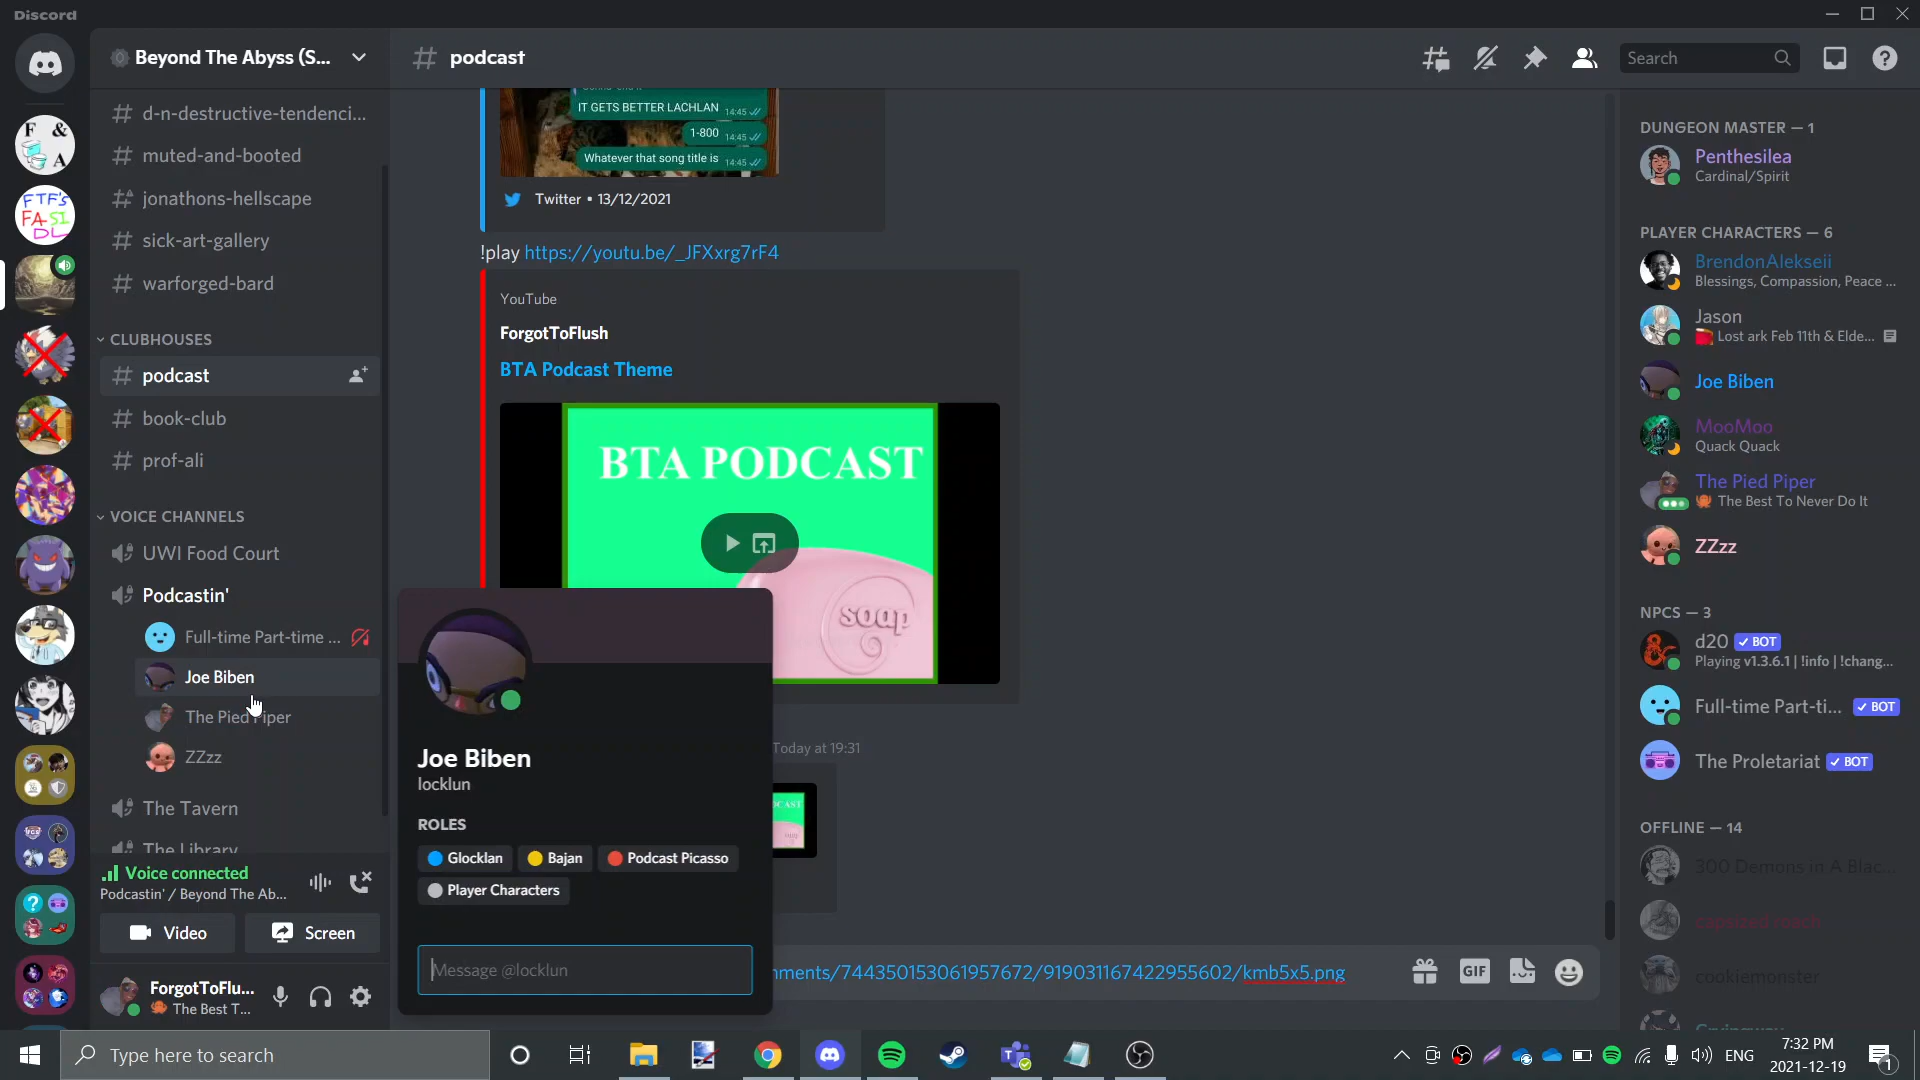 Discord
Beyond The Abyss (S...
podcast
Search
d-n-destructive-tendenci...
muted-and-booted
jonathons-hellscape
sick-art-gallery
warforged-bard
CLUBHOUSES
podcast
book-club
prof-ali
VOICE CHANNELS
UWI Food Court
Podcastin'
Full-time Part-time ...
Joe Biben
The Pied Piper
ZZzz
The Tavern
The Library
Voice connected
Podcastin' / Beyond The Ab...
Video
Screen
ForgotToFlu...
The Best T...
F &
A
FTF's
FASI
DL
IT GETS BETTER LACHLAN 14:45
1-800 14:45
Whatever that song title is 14:45
Twitter • 13/12/2021
!play https://youtu.be/_JFXxrg7rF4
YouTube
ForgotToFlush
BTA Podcast Theme
BTA PODCAST
soap
Today at 19:31
Joe Biben
locklun
ROLES
Glocklan
Bajan
Podcast Picasso
Player Characters
Message @locklun
nments/744350153061957672/919031167422955602/kmb5x5.png
GIF
DUNGEON MASTER — 1
Penthesilea
Cardinal/Spirit
PLAYER CHARACTERS — 6
BrendonAlekseii
Blessings, Compassion, Peace ...
Jason
Lost ark Feb 11th & Elde...
Joe Biben
MooMoo
Quack Quack
The Pied Piper
The Best To Never Do It
ZZzz
NPCS — 3
d20 BOT
Playing v1.3.6.1 | !info | !chang...
Full-time Part-ti... BOT
The Proletariat BOT
OFFLINE — 14
300 Demons in A Blac...
capsized roach
cookiemonster
Type here to search
ENG
7:32 PM
2021-12-19
1